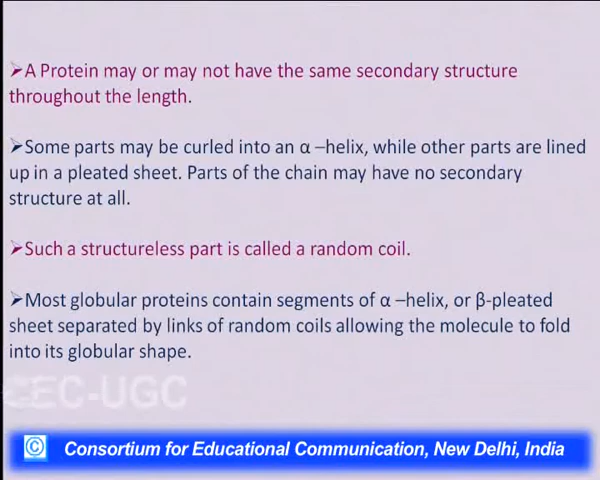 ➢A Protein may or may not have the same secondary structure
throughout the length.
➢Some parts may be curled into an α –helix, while other parts are lined
up in a pleated sheet. Parts of the chain may have no secondary
structure at all.
➢Such a structureless part is called a random coil.
➢Most globular proteins contain segments of α –helix, or β-pleated
sheet separated by links of random coils allowing the molecule to fold
into its globular shape.
CEC-UGC
© Consortium for Educational Communication, New Delhi, India